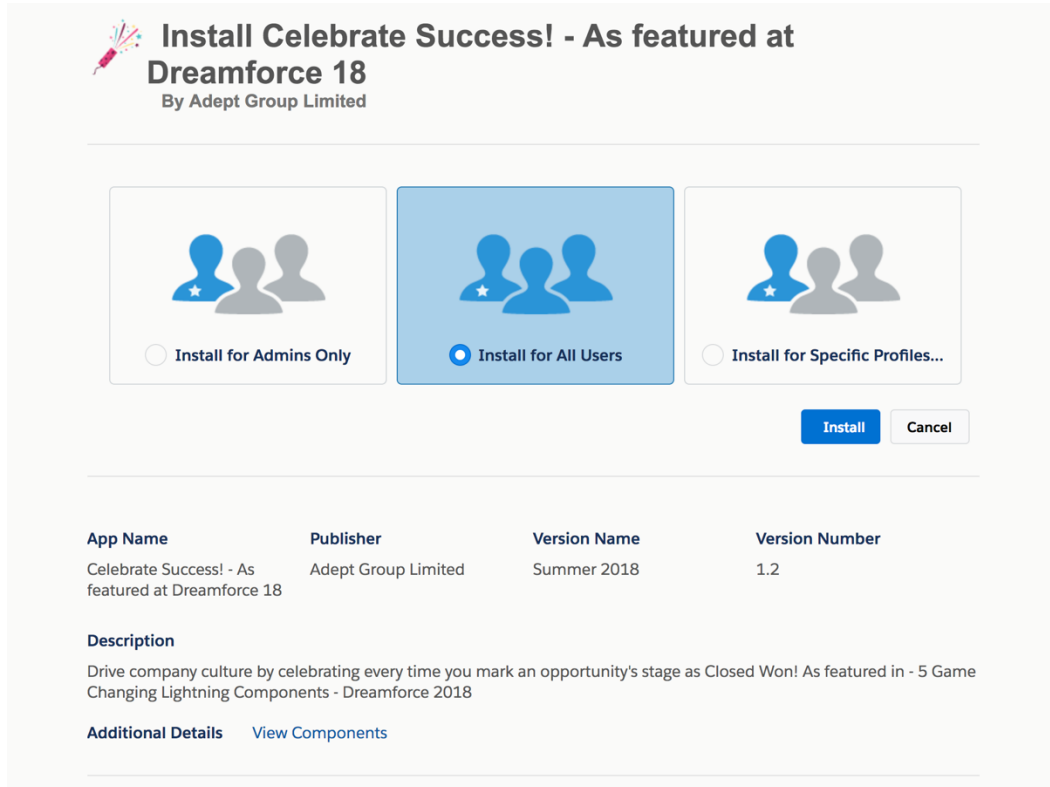 Install Celebrate Success! - As featured at
Dreamforce 18
By Adept Group Limited
Install for Admins Only
Install for All Users
Install for Specific Profiles...
Install
Cancel
App Name
Publisher
Version Name
Version Number
Celebrate Success! - As
featured at Dreamforce 18
Adept Group Limited
Summer 2018
1.2
Description
Drive company culture by celebrating every time you mark an opportunity's stage as Closed Won! As featured in - 5 Game
Changing Lightning Components - Dreamforce 2018
Additional Details
View Components